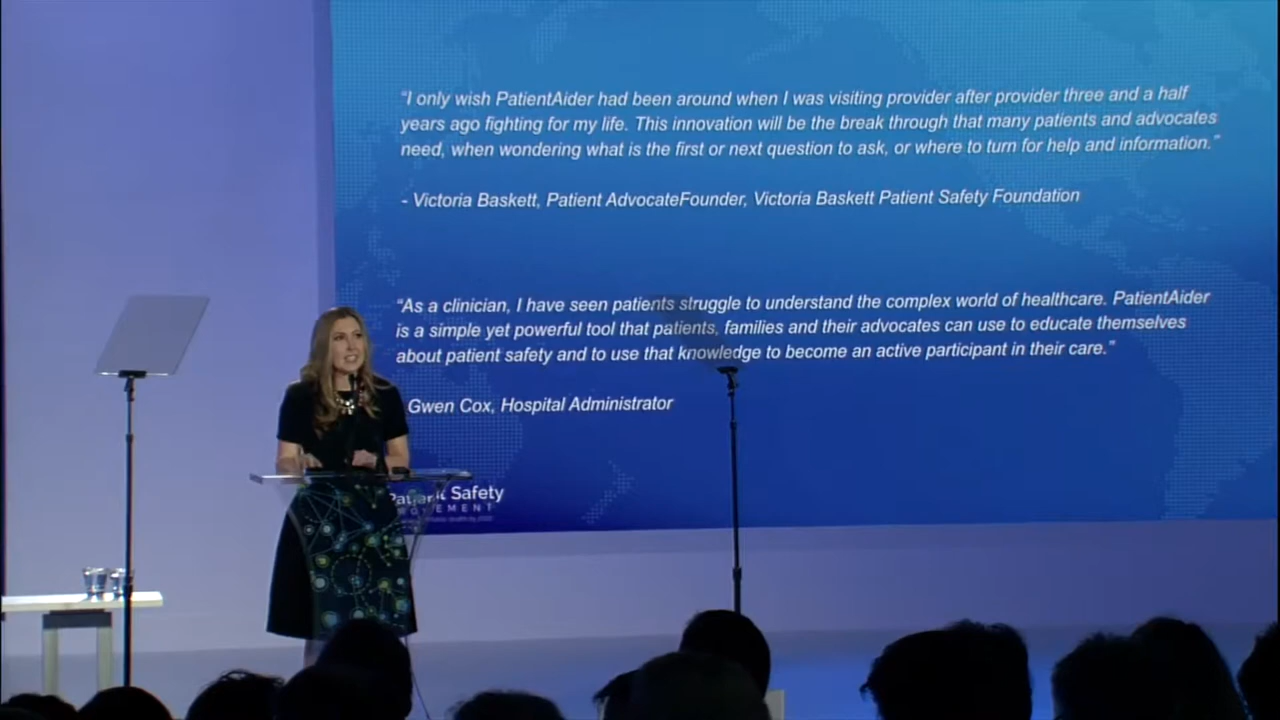 “I only wish PatientAider had been around when I was visiting provider after provider three and a half
years ago fighting for my life. This innovation will be the break through that many patients and advocates
need, when wondering what is the first or next question to ask, or where to turn for help and information.”
- Victoria Baskett, Patient AdvocateFounder, Victoria Baskett Patient Safety Foundation
“As a clinician, I have seen patients struggle to understand the complex world of healthcare. PatientAider
is a simple yet powerful tool that patients, families and their advocates can use to educate themselves
about patient safety and to use that knowledge to become an active participant in their care.”
Gwen Cox, Hospital Administrator
Patient Safety